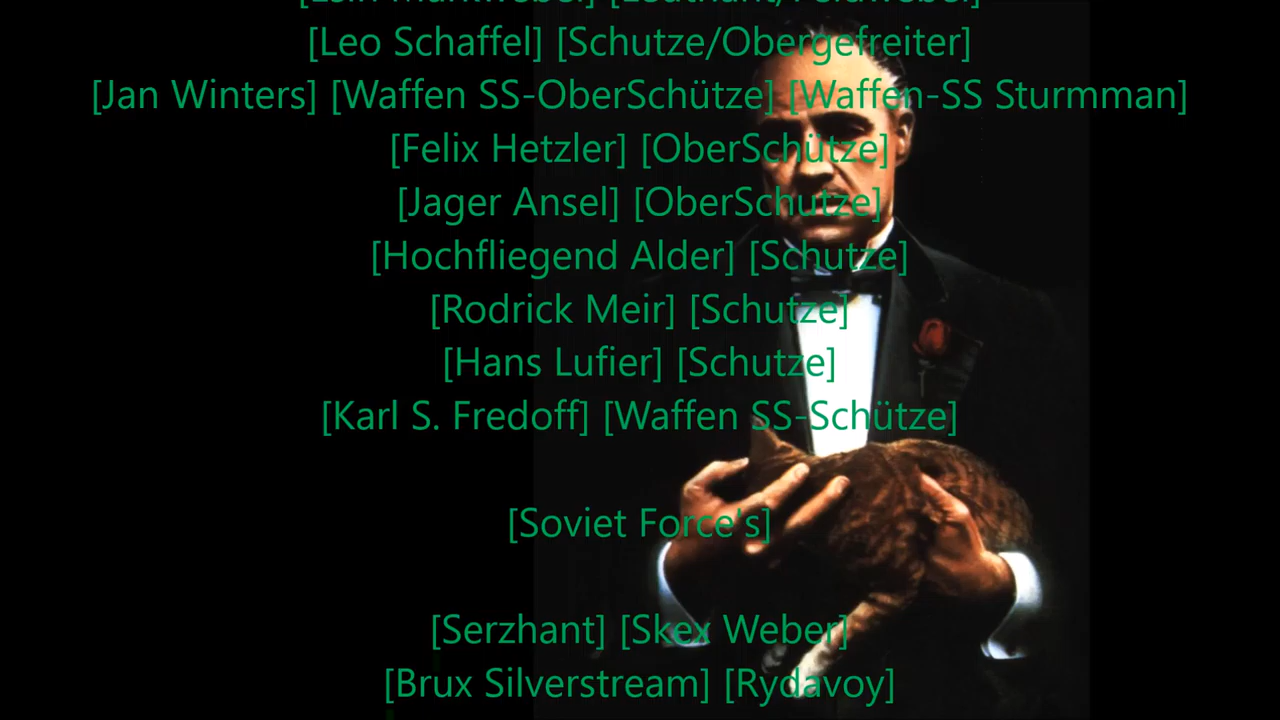 [Leo Schaffel] [Schutze/Obergefreiter]
[Jan Winters] [Waffen SS-OberSchütze] [Waffen-SS Sturmman]
[Felix Hetzler] [OberSchütze]
[Jager Ansel] [OberSchutze]
[Hochfliegend Alder] [Schutze]
[Rodrick Meir] [Schutze]
[Hans Lufier] [Schutze]
[Karl S. Fredoff] [Waffen SS-Schütze]
[Soviet Force's]
[Serzhant] [Skex Weber]
[Brux Silverstream] [Rydavoy]